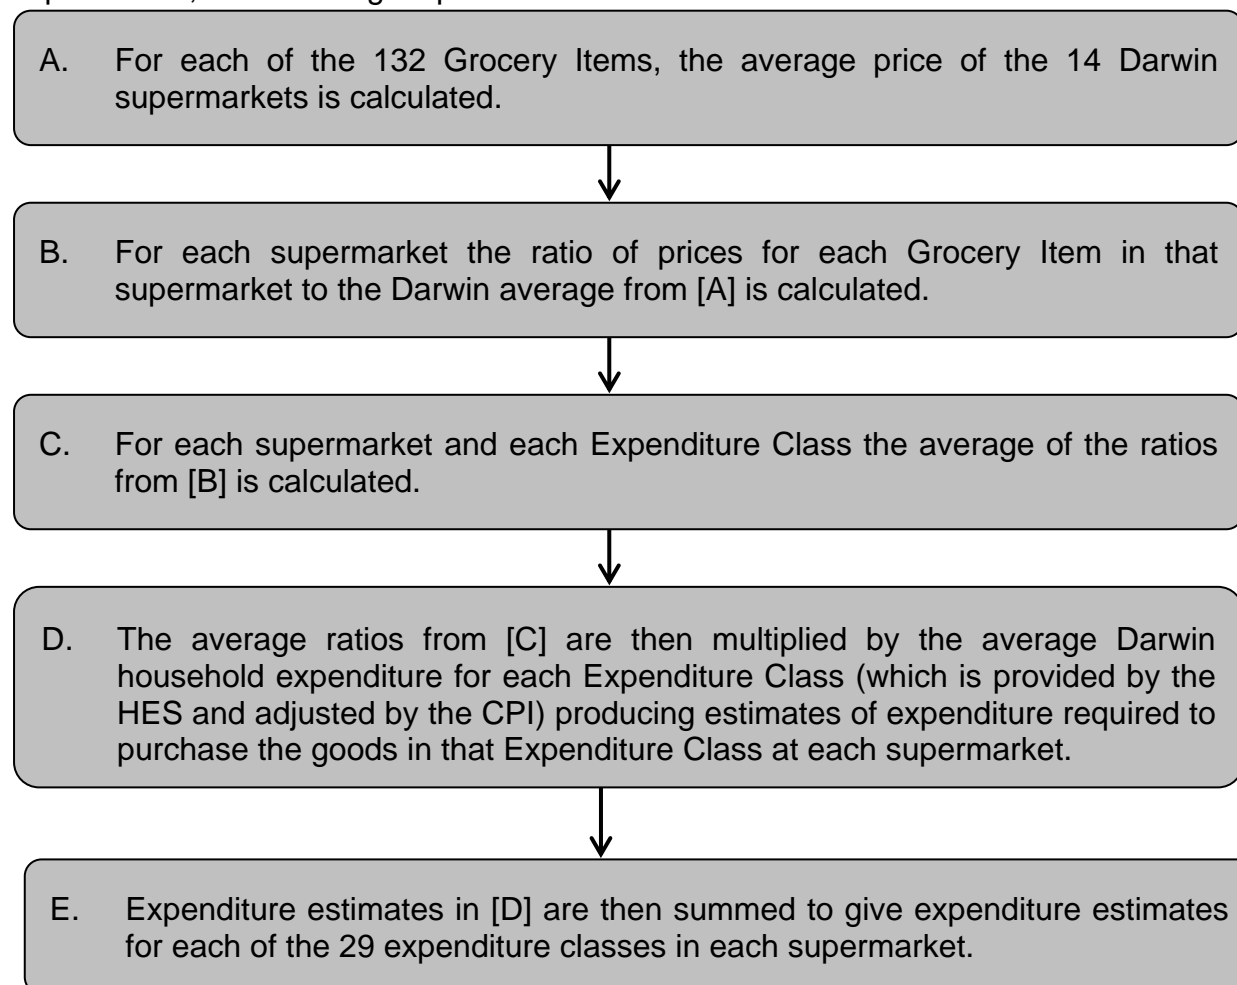 A. For each of the 132 Grocery Items, the average price of the 14 Darwin
supermarkets is calculated.
B. For each supermarket the ratio of prices for each Grocery Item in that
supermarket to the Darwin average from [A] is calculated.
C. For each supermarket and each Expenditure Class the average of the ratios
from [B] is calculated.
D. The average ratios from [C] are then multiplied by the average Darwin
household expenditure for each Expenditure Class (which is provided by the
HES and adjusted by the CPI) producing estimates of expenditure required to
purchase the goods in that Expenditure Class at each supermarket.
E. Expenditure estimates in [D] are then summed to give expenditure estimates
for each of the 29 expenditure classes in each supermarket.